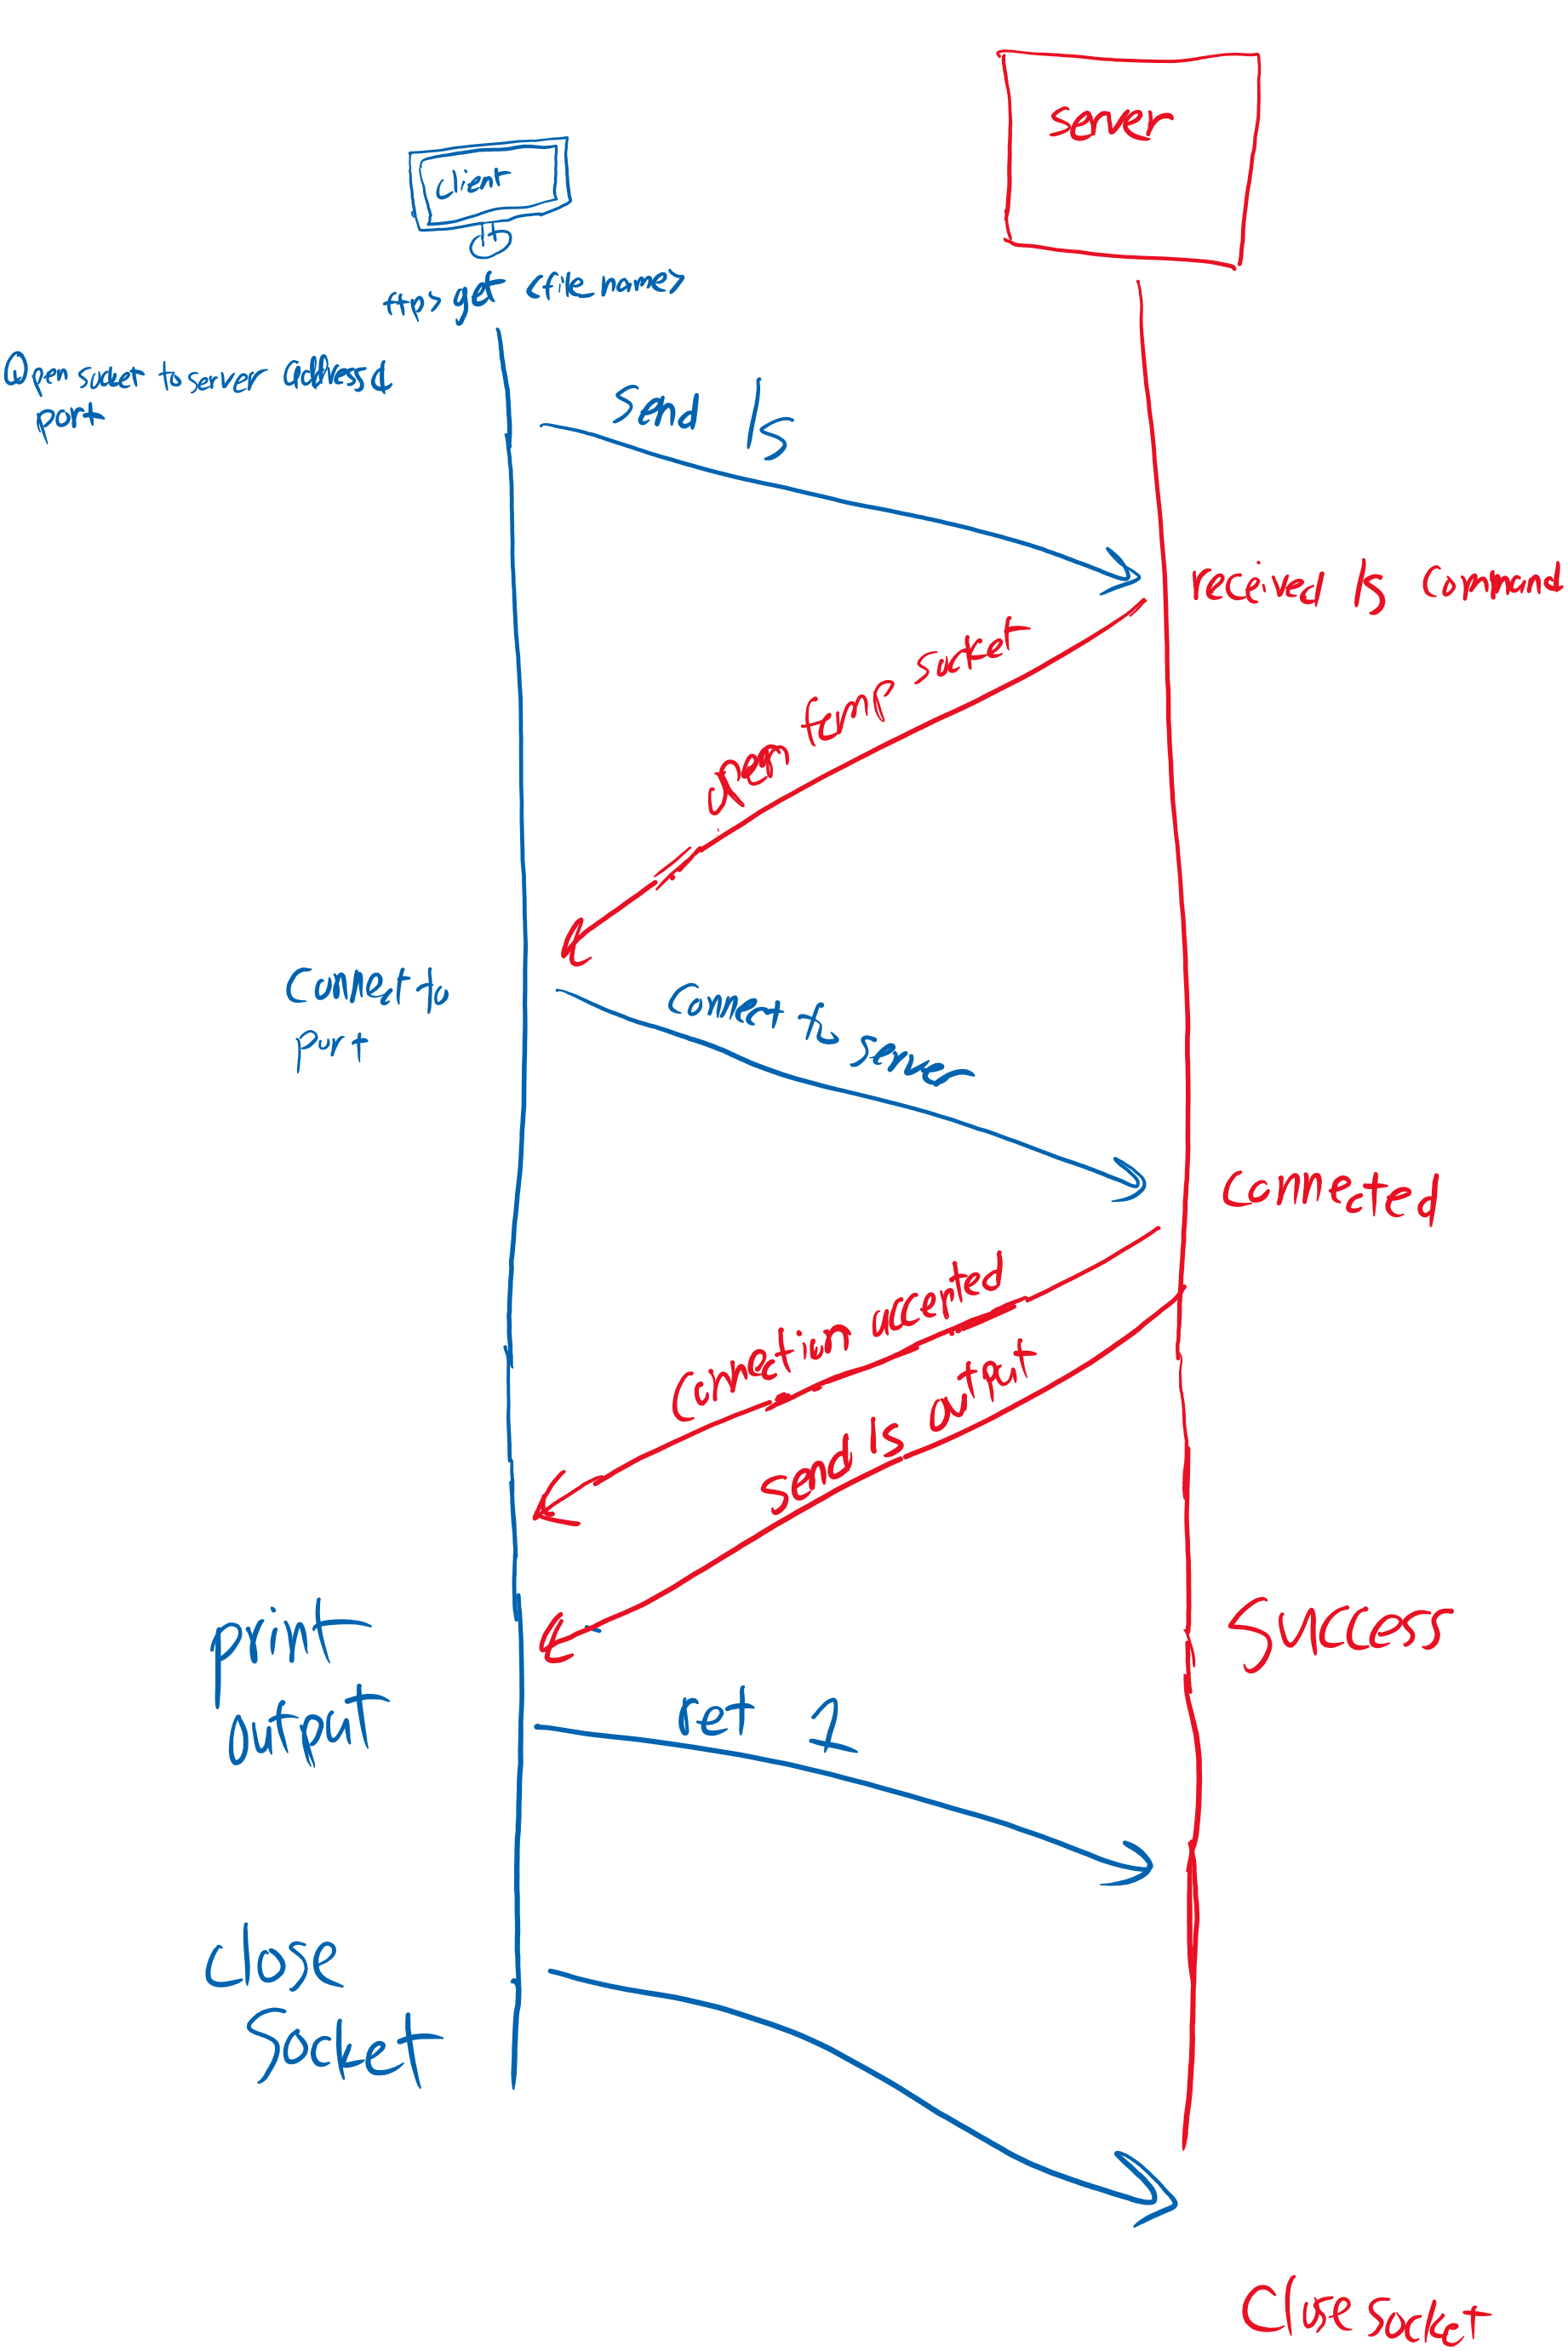 server
client
ftp> get <file name>
Open socket to server address d
port
send ls
received ls command
open temp socket
Connect to
port
Connect to server
Connected
Connection accepted
Send ls output
print
output
Success
ret 1
close
Socket
Close socket